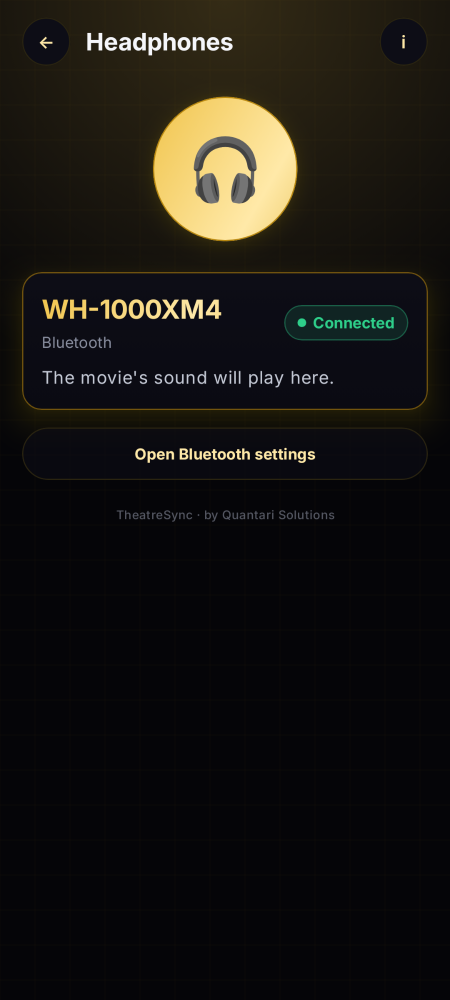 ← Headphones i
WH-1000XM4
Connected
Bluetooth
The movie's sound will play here.
Open Bluetooth settings
TheatreSync · by Quantari Solutions